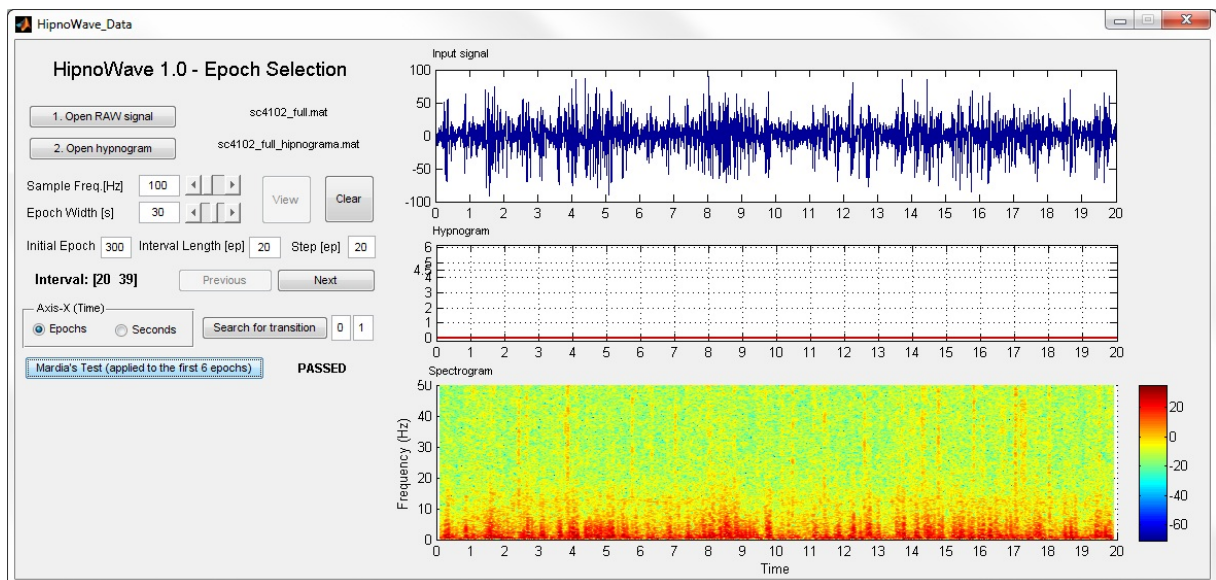 HipnoWave_Data
HipnoWave 1.0 - Epoch Selection
1. Open RAW signal
sc4102_full.mat
2. Open hypnogram
sc4102_full_hipnograma.mat
Sample Freq.[Hz] 100
Epoch Width [s] 30
View
Clear
Initial Epoch 300 Interval Length [ep] 20 Step [ep] 20
Interval: [20 39]
Previous
Next
Axis-X (Time)
Epochs
Seconds
Search for transition 0 1
Mardia's Test (applied to the first 6 epochs)
PASSED
Input signal
100
50
0
-50
-100
0 1 2 3 4 5 6 7 8 9 10 11 12 13 14 15 16 17 18 19 20
Hypnogram
6
5
4.5
4
3
2
1
0
0 1 2 3 4 5 6 7 8 9 10 11 12 13 14 15 16 17 18 19 20
Spectrogram
50
40
30
20
10
0
Frequency (Hz)
0 1 2 3 4 5 6 7 8 9 10 11 12 13 14 15 16 17 18 19 20
Time
20
0
-20
-40
-60